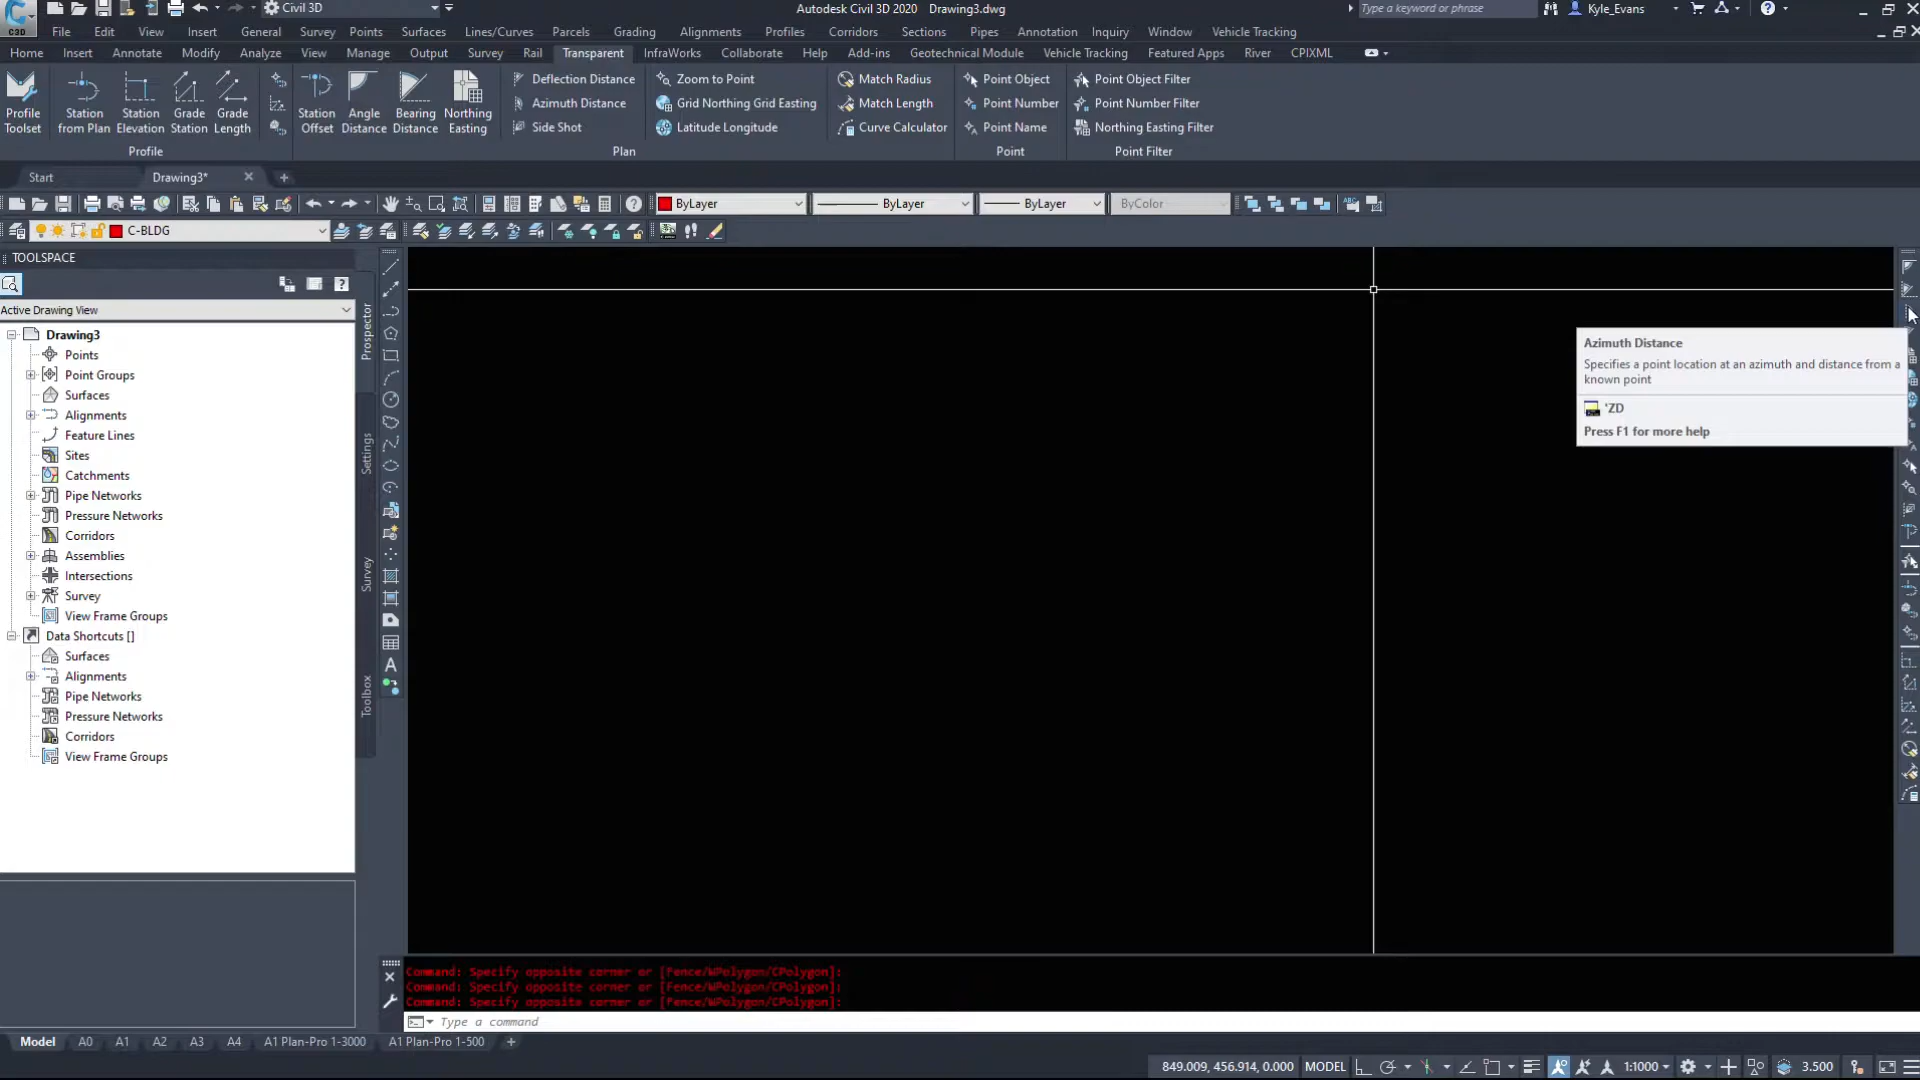 Civil 3D
Autodesk Civil 3D 2020 Drawing3.dwg
Type a keyword or phrase
Kyle_Evans
C3D
File Edit View Insert General Survey Points Surfaces Lines/Curves Parcels Grading Alignments Profiles Corridors Sections Pipes Annotation Inquiry Window Vehicle Tracking
Home Insert Annotate Modify Analyze View Manage Output Survey Rail Transparent InfraWorks Collaborate Help Add-ins Geotechnical Module Vehicle Tracking Featured Apps River CPIXML
Deflection Distance Zoom to Point Match Radius Point Object Point Object Filter
Azimuth Distance Grid Northing Grid Easting Match Length Point Number Point Number Filter
Profile Station Station Grade Grade Station Angle Bearing Northing
Toolset from Plan Elevation Station Length Offset Distance Distance Easting
Side Shot Latitude Longitude Curve Calculator Point Name Northing Easting Filter
Profile Plan Point Point Filter
Start Drawing3*
ByLayer ByLayer ByLayer ByColor
C-BLDG
TOOLSPACE
Active Drawing View
Drawing3
Points
Point Groups
Surfaces
Alignments
Feature Lines
Sites
Catchments
Pipe Networks
Pressure Networks
Corridors
Assemblies
Intersections
Survey
View Frame Groups
Data Shortcuts []
Surfaces
Alignments
Pipe Networks
Pressure Networks
Corridors
View Frame Groups
Prospector
Settings
Survey
Toolbox
Azimuth Distance
Specifies a point location at an azimuth and distance from a
known point
'ZD
Press F1 for more help
Command: Specify opposite corner or [Fence/WPolygon/CPolygon]:
Command: Specify opposite corner or [Fence/WPolygon/CPolygon]:
Command: Specify opposite corner or [Fence/WPolygon/CPolygon]:
Type a command
Model A0 A1 A2 A3 A4 A1 Plan-Pro 1-3000 A1 Plan-Pro 1-500
849.009, 456.914, 0.000 MODEL 1:1000 3.500